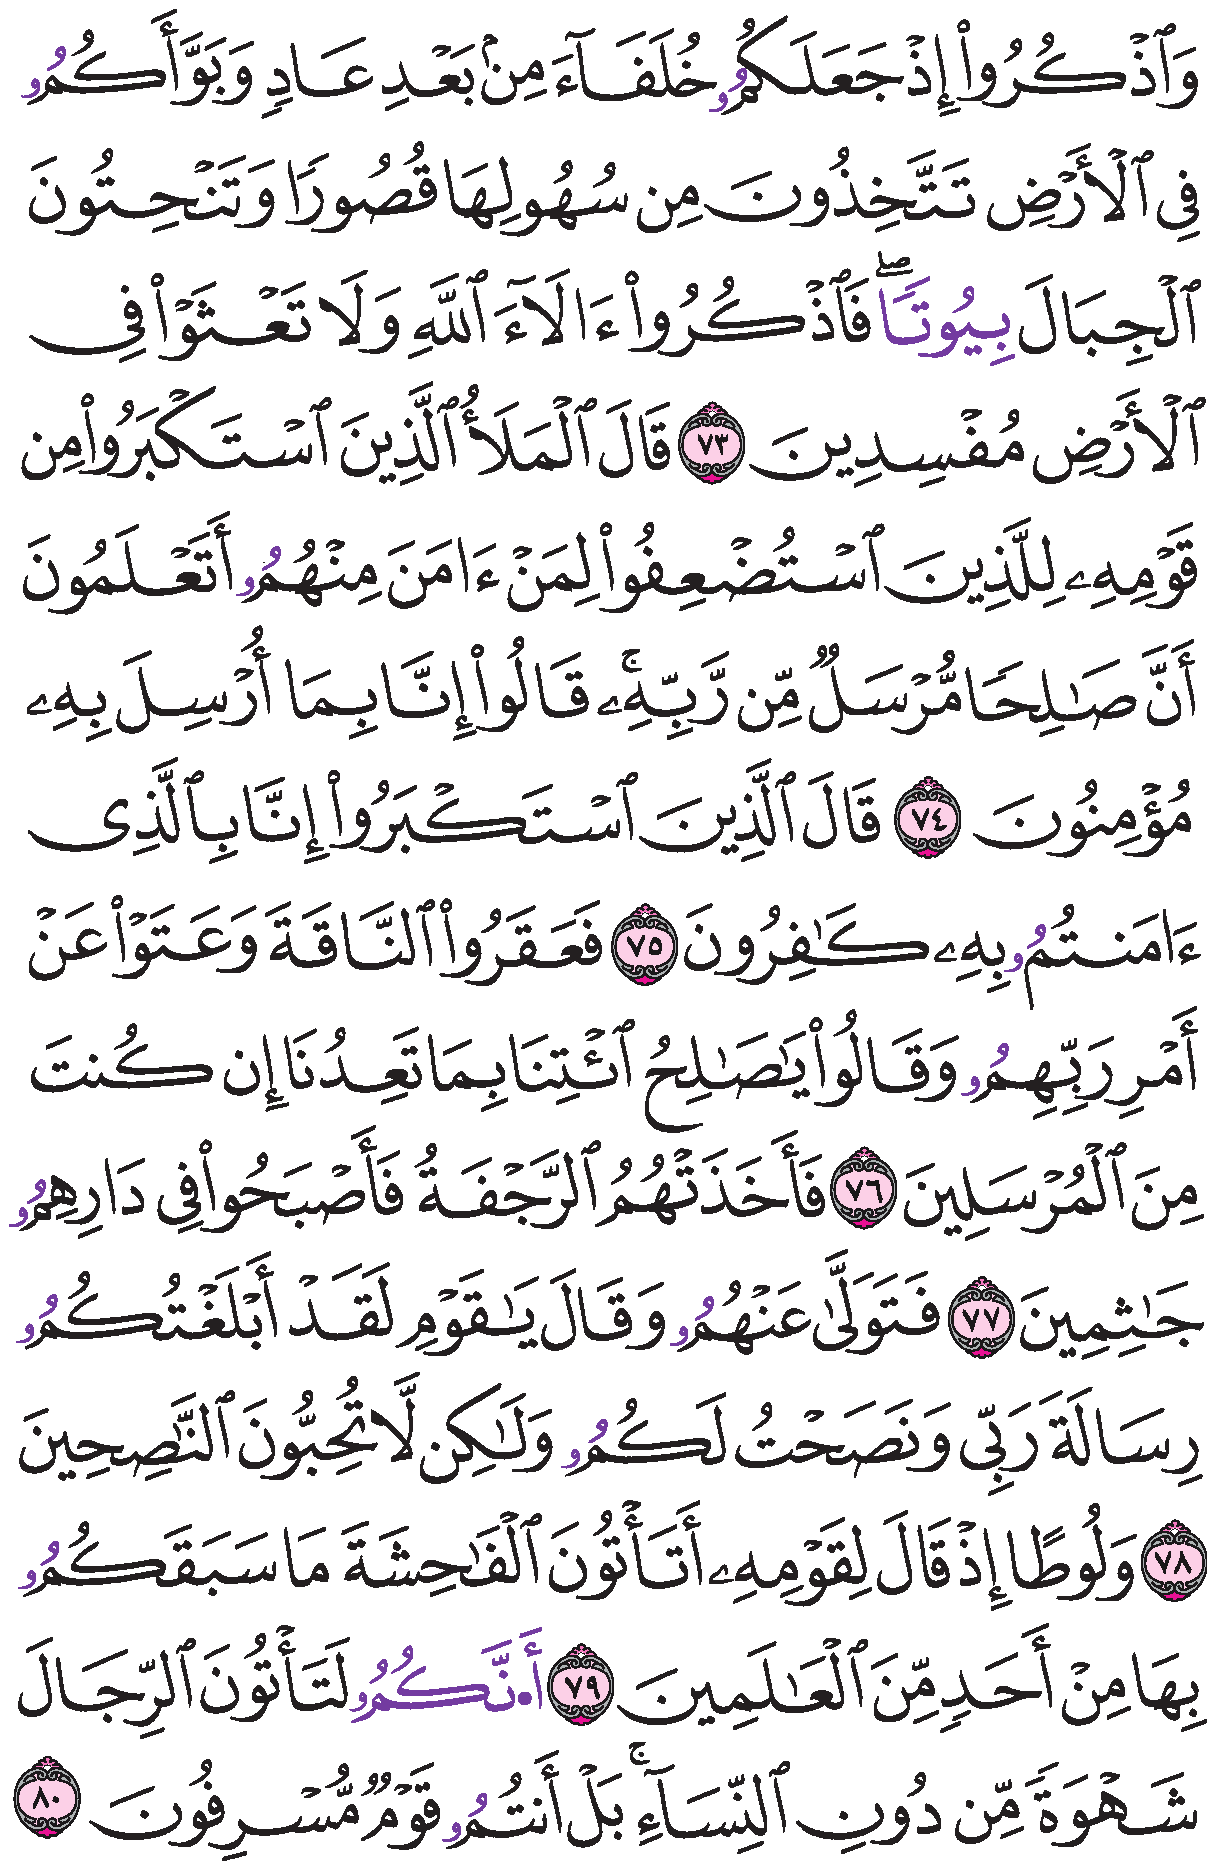 وَٱذۡكُرُوا۟ إِذۡ جَعَلَكُمُۥ خُلَفَآءَ مِنۢ بَعۡدِ عَادٍ وَبَوَّأَكُمُۥ
فِي ٱلۡأَرۡضِ تَتَّخِذُونَ مِن سُهُولِهَا قُصُورًا وَتَنۡحِتُونَ
ٱلۡجِبَالَ بِيُوتًاۖ فَٱذۡكُرُوا۟ ءَالَآءَ ٱللَّهِ وَلَا تَعۡثَوۡا۟ فِي
ٱلۡأَرۡضِ مُفۡسِدِينَ ٧٣ قَالَ ٱلۡمَلَأُ ٱلَّذِينَ ٱسۡتَكۡبَرُوا۟ مِن
قَوۡمِهِۦ لِلَّذِينَ ٱسۡتُضۡعِفُوا۟ لِمَنۡ ءَامَنَ مِنۡهُمُۥ أَتَعۡلَمُونَ
أَنَّ صَـٰلِحًا مُّرۡسَلٌ مِّن رَّبِّهِۦۚ قَالُوا۟ إِنَّا بِمَا أُرۡسِلَ بِهِۦ
مُؤۡمِنُونَ ٧٤ قَالَ ٱلَّذِينَ ٱسۡتَكۡبَرُوا۟ إِنَّا بِٱلَّذِى
ءَامَنتُمُۥ بِهِۦ كَـٰفِرُونَ ٧٥ فَعَقَرُوا۟ ٱلنَّاقَةَ وَعَتَوۡا۟ عَنۡ
أَمۡرِ رَبِّهِمُۥ وَقَالُوا۟ يَـٰصَـٰلِحُ ٱئۡتِنَا بِمَا تَعِدُنَا إِن كُنتَ
مِنَ ٱلۡمُرۡسَلِينَ ٧٦ فَأَخَذَتۡهُمُ ٱلرَّجۡفَةُ فَأَصۡبَحُوا۟ فِي دَارِهِمُۥ
جَـٰثِمِينَ ٧٧ فَتَوَلَّىٰ عَنۡهُمُۥ وَقَالَ يَـٰقَوۡمِ لَقَدۡ أَبۡلَغۡتُكُمُۥ
رِسَالَةَ رَبِّي وَنَصَحۡتُ لَكُمُۥ وَلَـٰكِن لَّا تُحِبُّونَ ٱلنَّـٰصِحِينَ
٧٨ وَلُوطًا إِذۡ قَالَ لِقَوۡمِهِۦ أَتَأۡتُونَ ٱلۡفَـٰحِشَةَ مَا سَبَقَكُمُۥ
بِهَا مِنۡ أَحَدٍ مِّنَ ٱلۡعَـٰلَمِينَ ٧٩ أَ•نَّكُمُۥ لَتَأۡتُونَ ٱلرِّجَالَ
شَهۡوَةً مِّن دُونِ ٱلنِّسَآءِۚ بَلۡ أَنتُمُۥ قَوۡمٌ مُّسۡرِفُونَ ٨٠